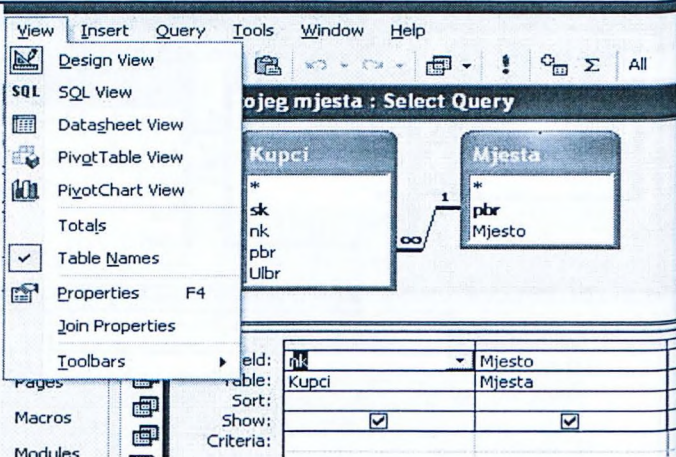 View Insert Query Tools Window Help
Design View
SQL SQL View
Datasheet View
PivotTable View
PivotChart View
Totals
Table Names
Properties F4
Join Properties
Toolbars
All
ojeg mjesta : Select Query
Kupci
*
sk
nk
pbr
Ulbr
∞
1
Mjesta
*
pbr
Mjesto
eld: nk Mjesto
able: Kupci Mjesta
Sort:
Show:
Criteria:
Pages
Macros
Modules